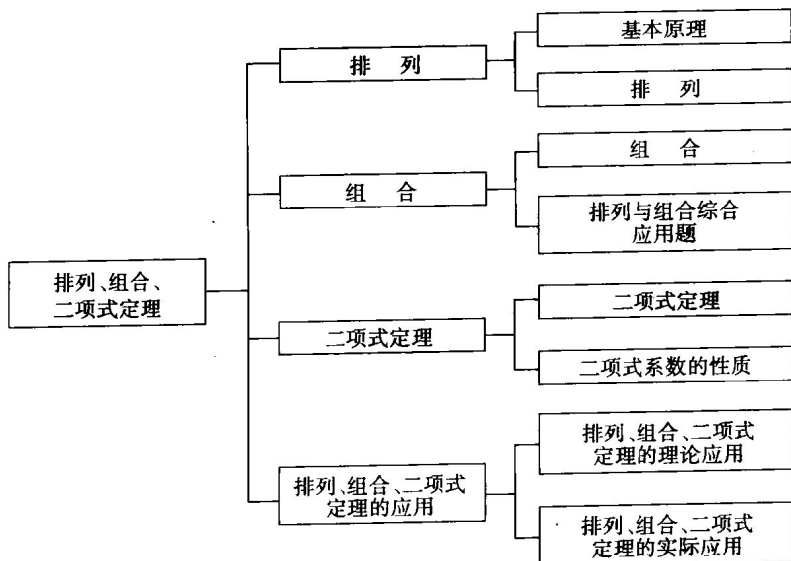 基本原理
排 列
排 列
组 合
组 合
排列与组合综合
应用题
排列、组合、
二项式定理
二项式定理
二项式定理
二项式系数的性质
排列、组合、二项式
定理的理论应用
排列、组合、二项式
定理的应用
排列、组合、二项式
定理的实际应用